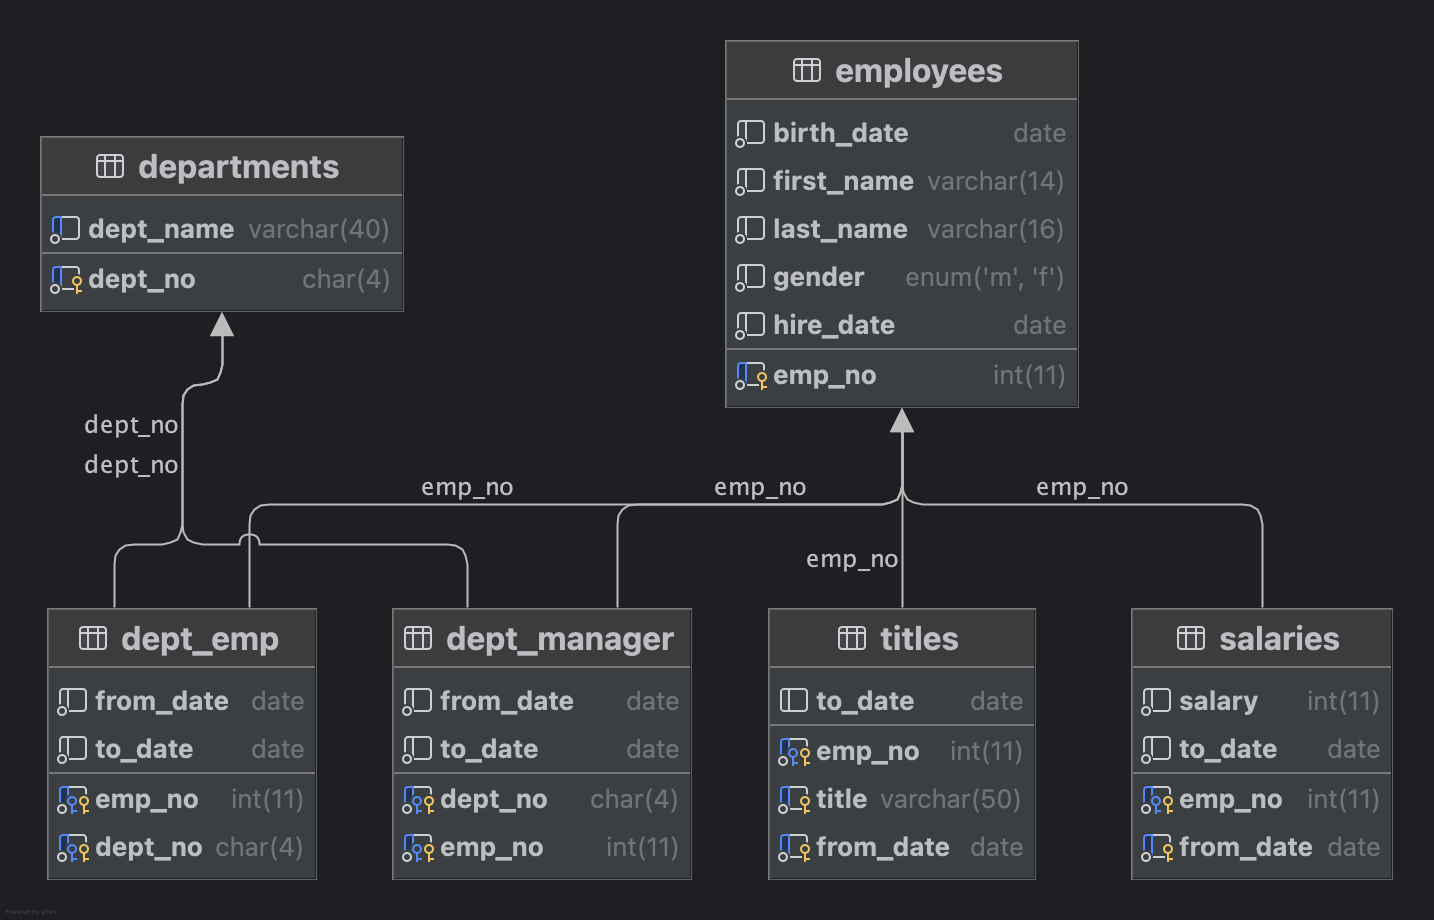 employees
birth_date date
first_name varchar(14)
last_name varchar(16)
gender enum('m', 'f')
hire_date date
emp_no int(11)
departments
dept_name varchar(40)
dept_no char(4)
dept_no
dept_no
emp_no
emp_no
emp_no
emp_no
dept_emp
from_date date
to_date date
emp_no int(11)
dept_no char(4)
dept_manager
from_date date
to_date date
dept_no char(4)
emp_no int(11)
titles
to_date date
emp_no int(11)
title varchar(50)
from_date date
salaries
salary int(11)
to_date date
emp_no int(11)
from_date date
Powered by yFiles